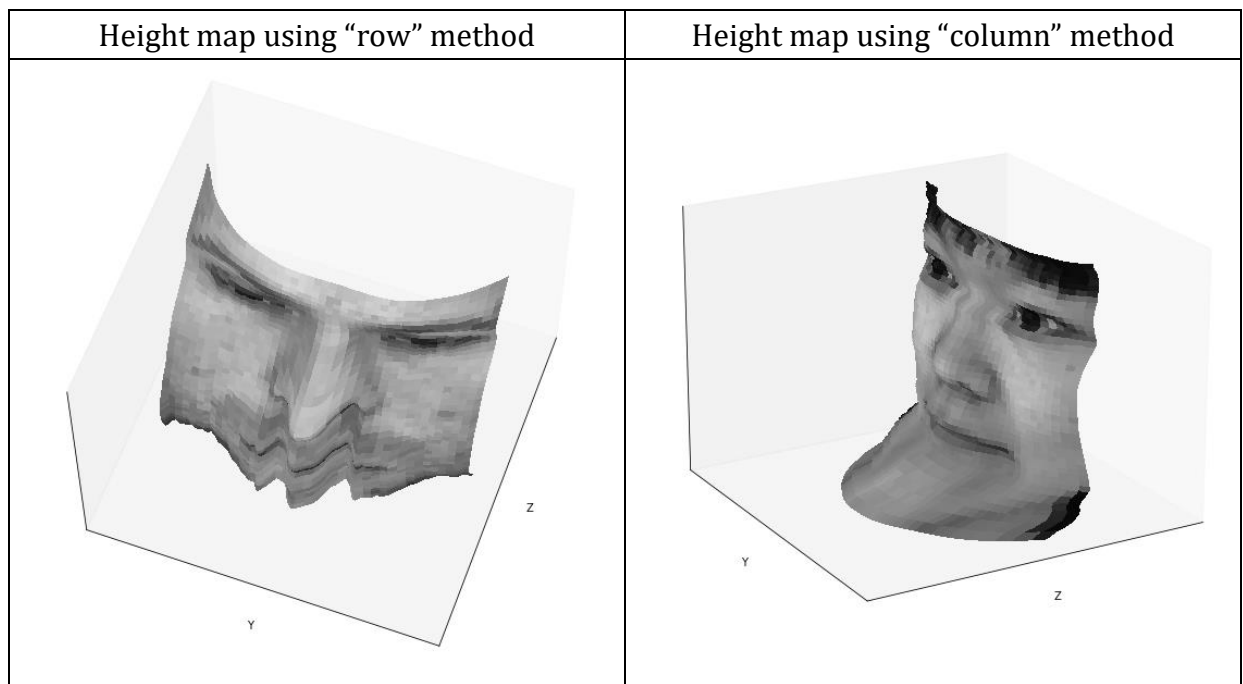 Height map using “row” method
Height map using “column” method
Z
Y
Y
Z